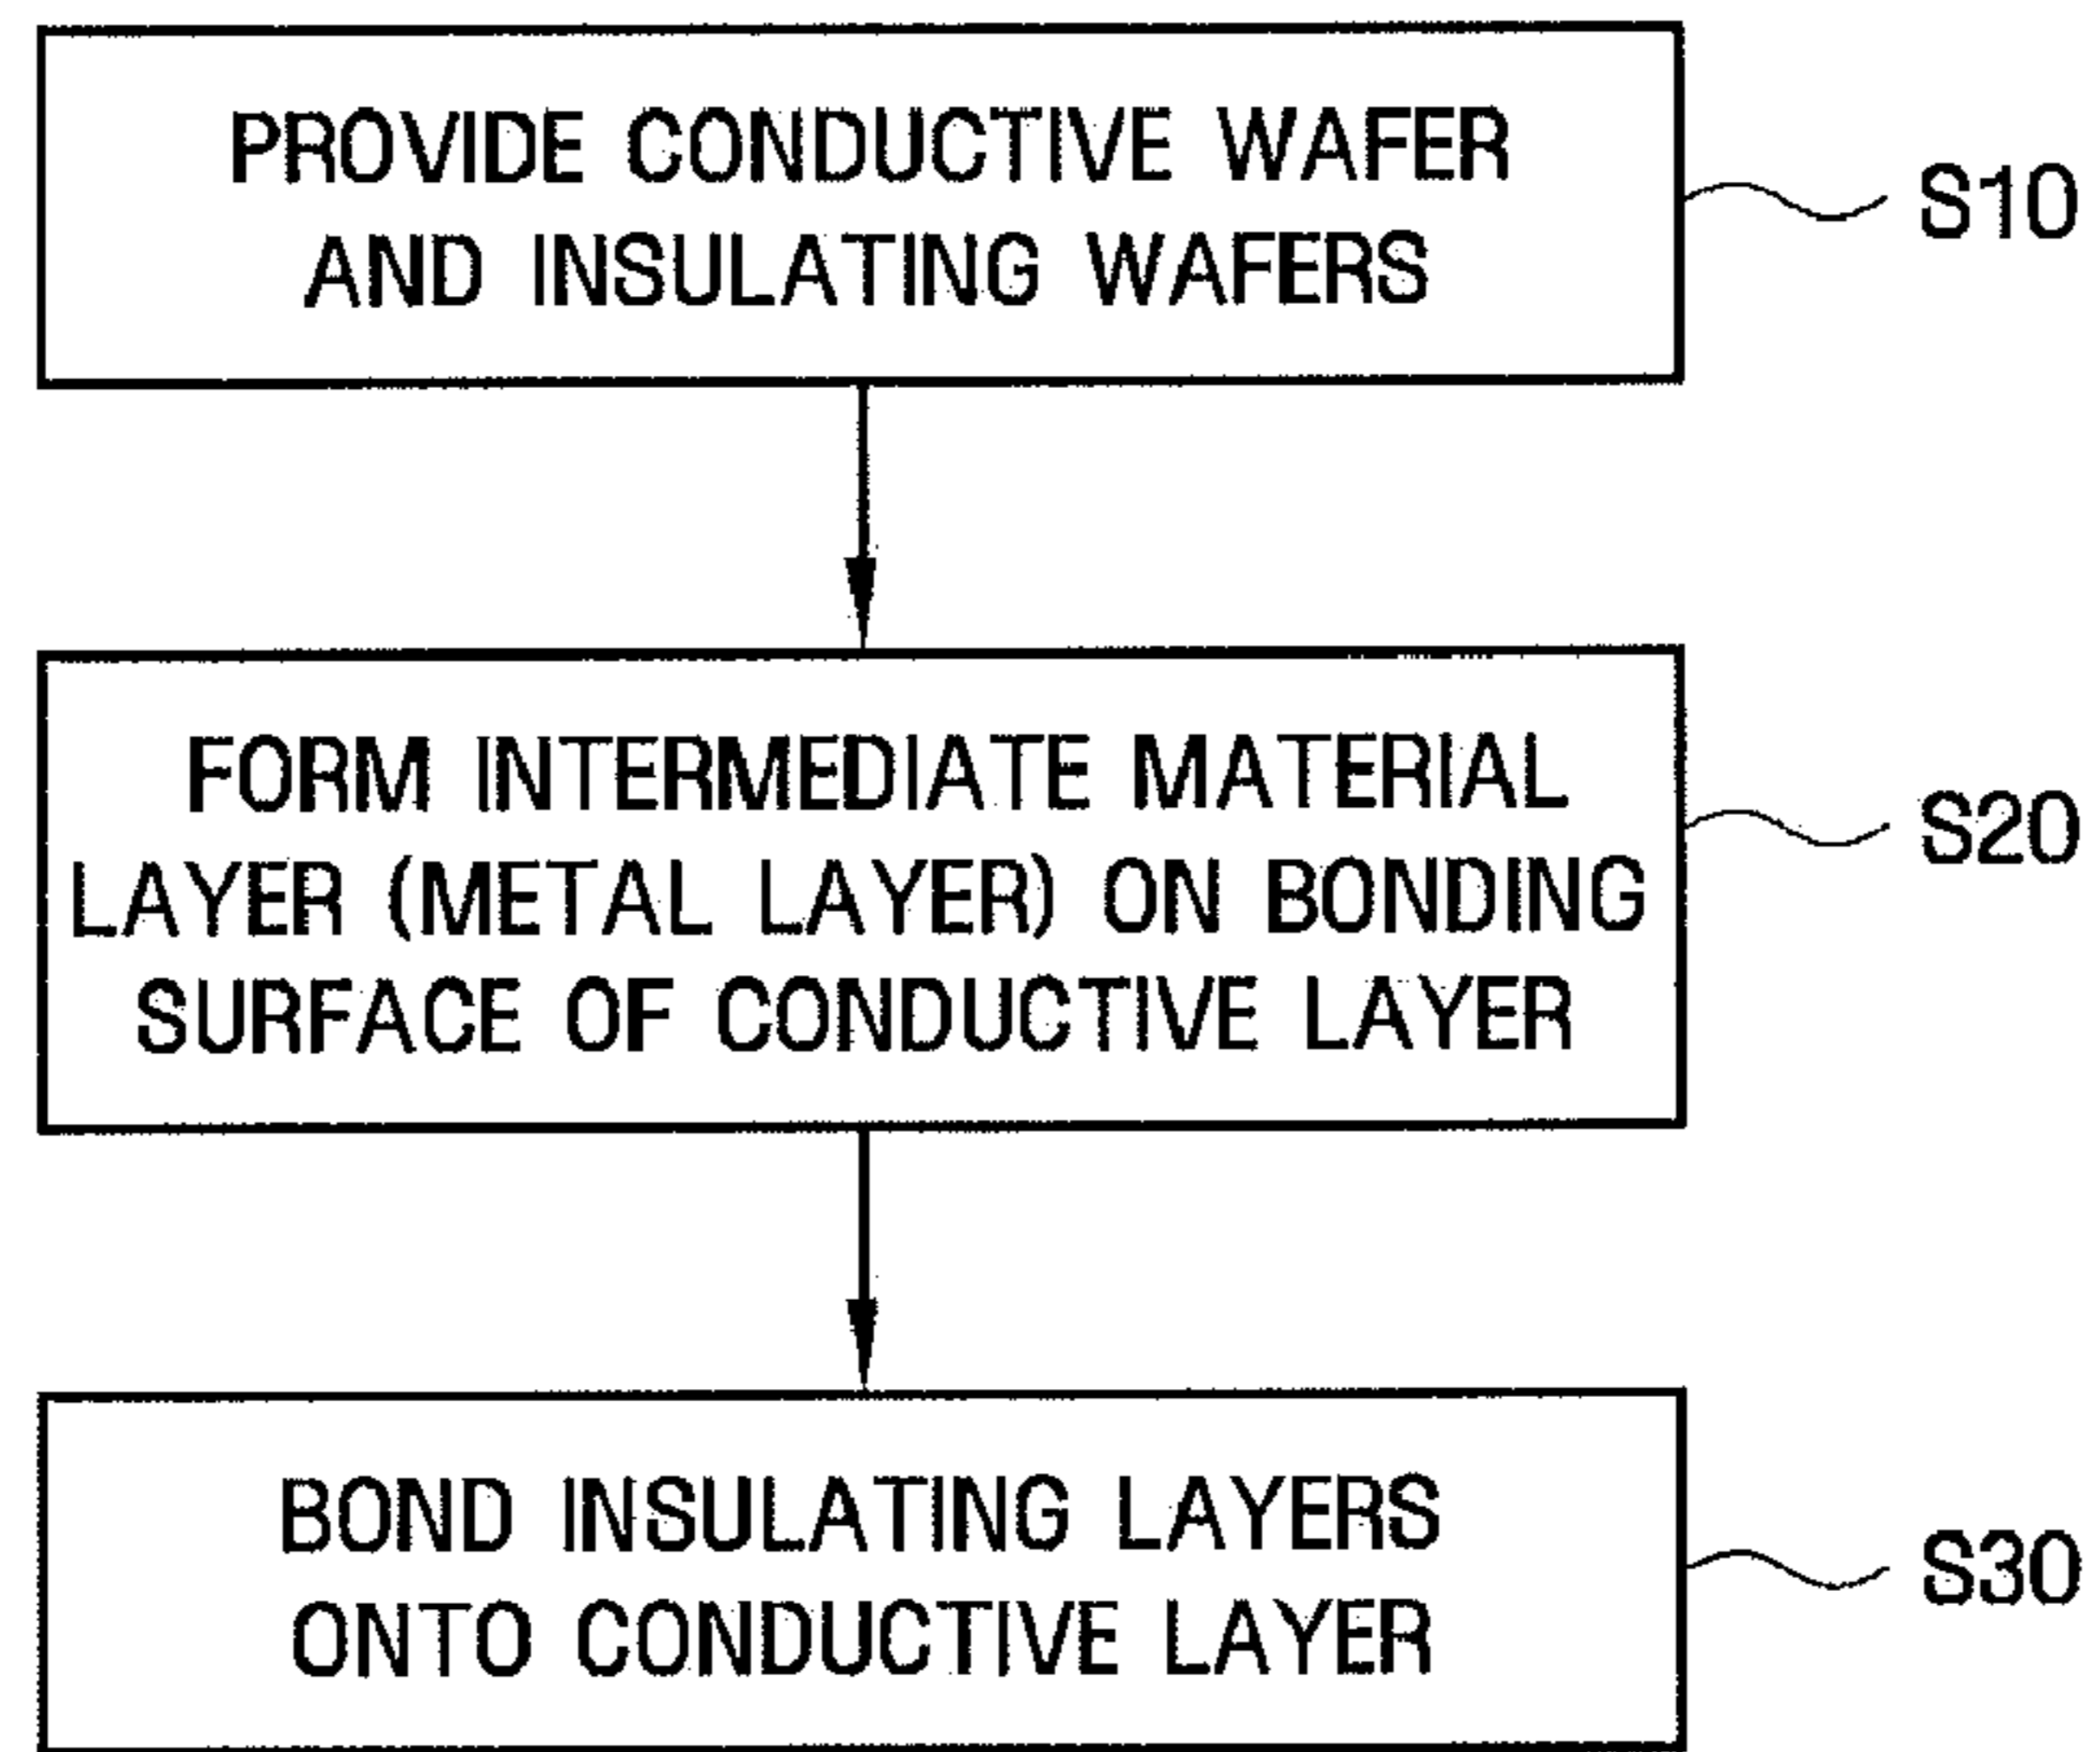 PROVIDE CONDUCTIVE WAFER
AND INSULATING WAFERS
S10
FORM INTERMEDIATE MATERIAL
LAYER (METAL LAYER) ON BONDING
SURFACE OF CONDUCTIVE LAYER
S20
BOND INSULATING LAYERS
ONTO CONDUCTIVE LAYER
S30